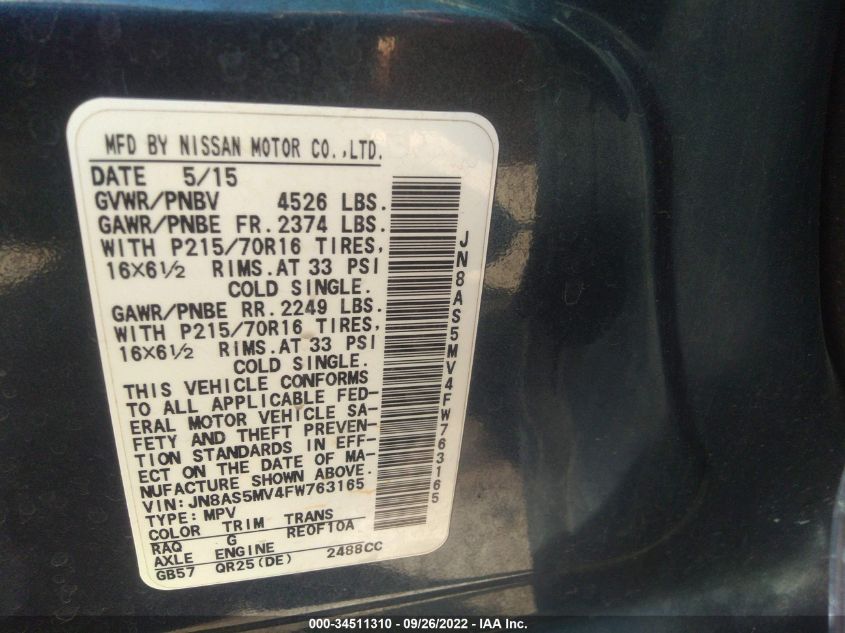 MFD BY NISSAN MOTOR CO.,LTD.
DATE 5/15
GVWR/PNBV 4526 LBS.
GAWR/PNBE FR.2374 LBS.
WITH P215/70R16 TIRES,
16X6½ RIMS.AT 33 PSI
COLD SINGLE.
GAWR/PNBE RR.2249 LBS.
WITH P215/70R16 TIRES,
16X6½ RIMS.AT 33 PSI
COLD SINGLE.
THIS VEHICLE CONFORMS
TO ALL APPLICABLE FED-
ERAL MOTOR VEHICLE SA-
FETY AND THEFT PREVEN-
TION STANDARDS IN EFF-
ECT ON THE DATE OF MA-
NUFACTURE SHOWN ABOVE.
VIN:JN8AS5MV4FW763165
TYPE:MPV
COLOR TRIM TRANS
RAQ G RE0F10A
AXLE ENGINE
GB57 QR25(DE) 2488CC
JN8AS5MV4FW763165
000-34511310 / 09/26/2022 - IAA Inc.